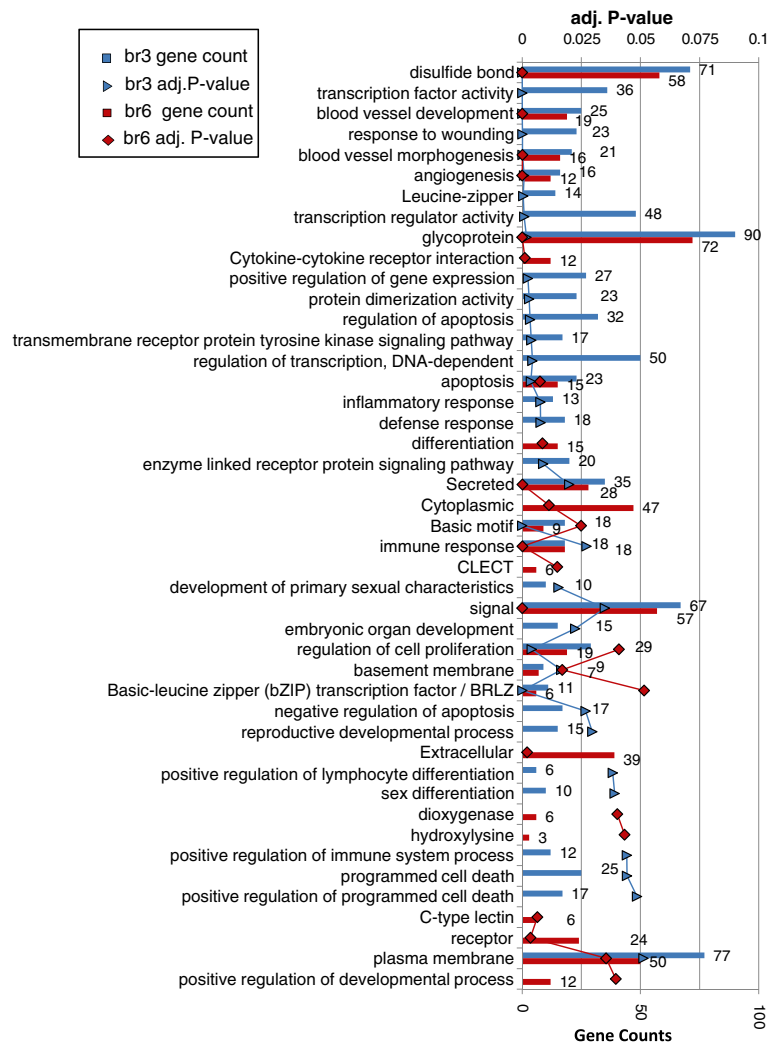 adj. P-value
0 0.025 0.05 0.075 0.1
br3 gene count
br3 adj.P-value
br6 gene count
br6 adj. P-value
disulfide bond 71
58
transcription factor activity 36
blood vessel development 25
19
response to wounding 23
blood vessel morphogenesis 21
16
angiogenesis 16
12
Leucine-zipper 14
transcription regulator activity 48
glycoprotein 90
72
Cytokine-cytokine receptor interaction 12
positive regulation of gene expression 27
protein dimerization activity 23
regulation of apoptosis 32
transmembrane receptor protein tyrosine kinase signaling pathway 17
regulation of transcription, DNA-dependent 50
apoptosis 23
15
inflammatory response 13
defense response 18
differentiation 15
enzyme linked receptor protein signaling pathway 20
Secreted 35
28
Cytoplasmic 47
Basic motif 18
9
immune response 18
18
CLECT 6
development of primary sexual characteristics 10
signal 67
57
embryonic organ development 15
regulation of cell proliferation 29
19
basement membrane 9
7
Basic-leucine zipper (bZIP) transcription factor / BRLZ 11
6
negative regulation of apoptosis 17
reproductive developmental process 15
Extracellular 39
positive regulation of lymphocyte differentiation 6
sex differentiation 10
dioxygenase 6
hydroxylysine 3
positive regulation of immune system process 12
programmed cell death 25
positive regulation of programmed cell death 17
C-type lectin 6
receptor 24
plasma membrane 77
50
positive regulation of developmental process 12
0 50 100
Gene Counts